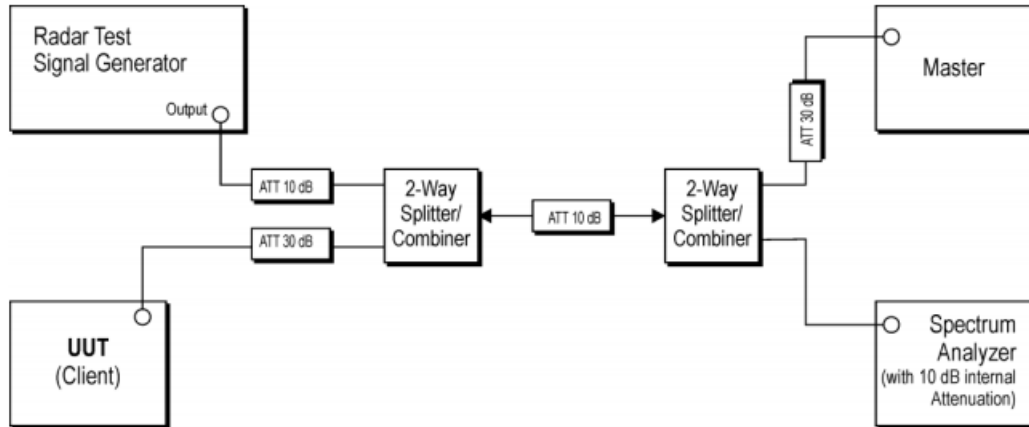 Radar Test
Signal Generator
Output
ATT 10 dB
ATT 30 dB
UUT
(Client)
2-Way
Splitter/
Combiner
ATT 10 dB
2-Way
Splitter/
Combiner
ATT 30 dB
Master
Spectrum
Analyzer
(with 10 dB internal
Attenuation)